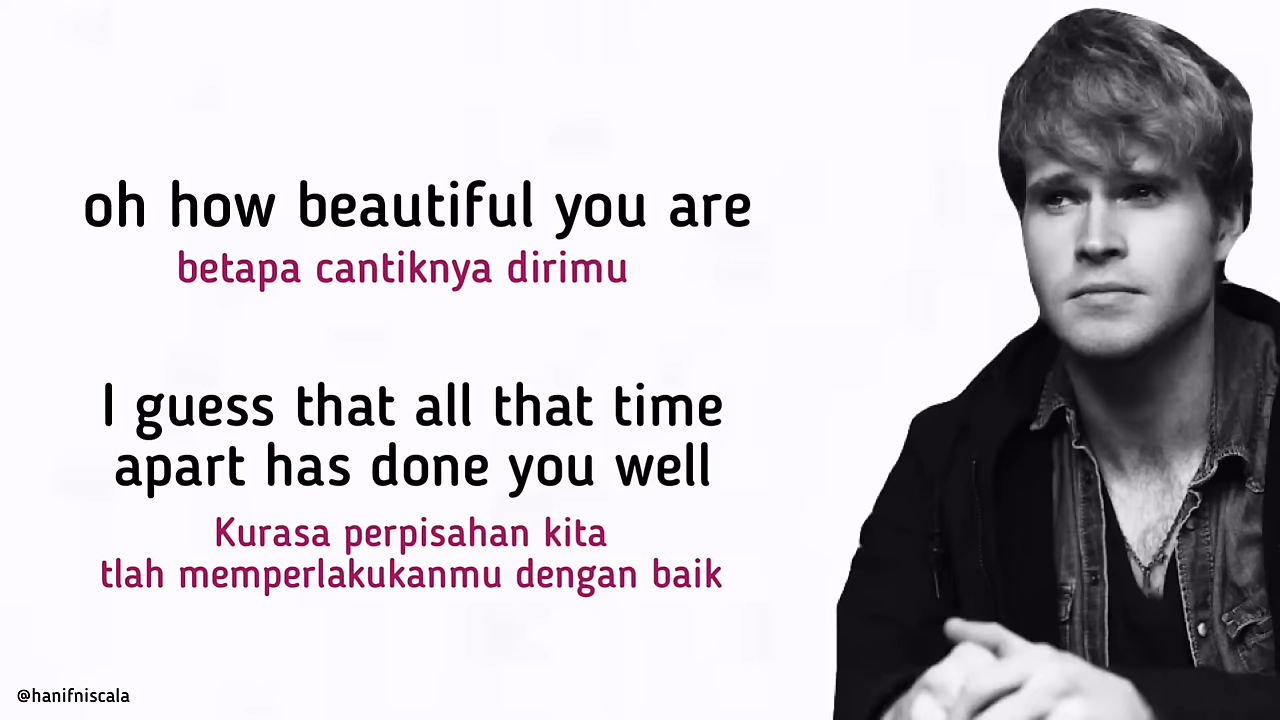 oh how beautiful you are
betapa cantiknya dirimu
I guess that all that time
apart has done you well
Kurasa perpisahan kita
tlah memperlakukanmu dengan baik
@hanifniscala